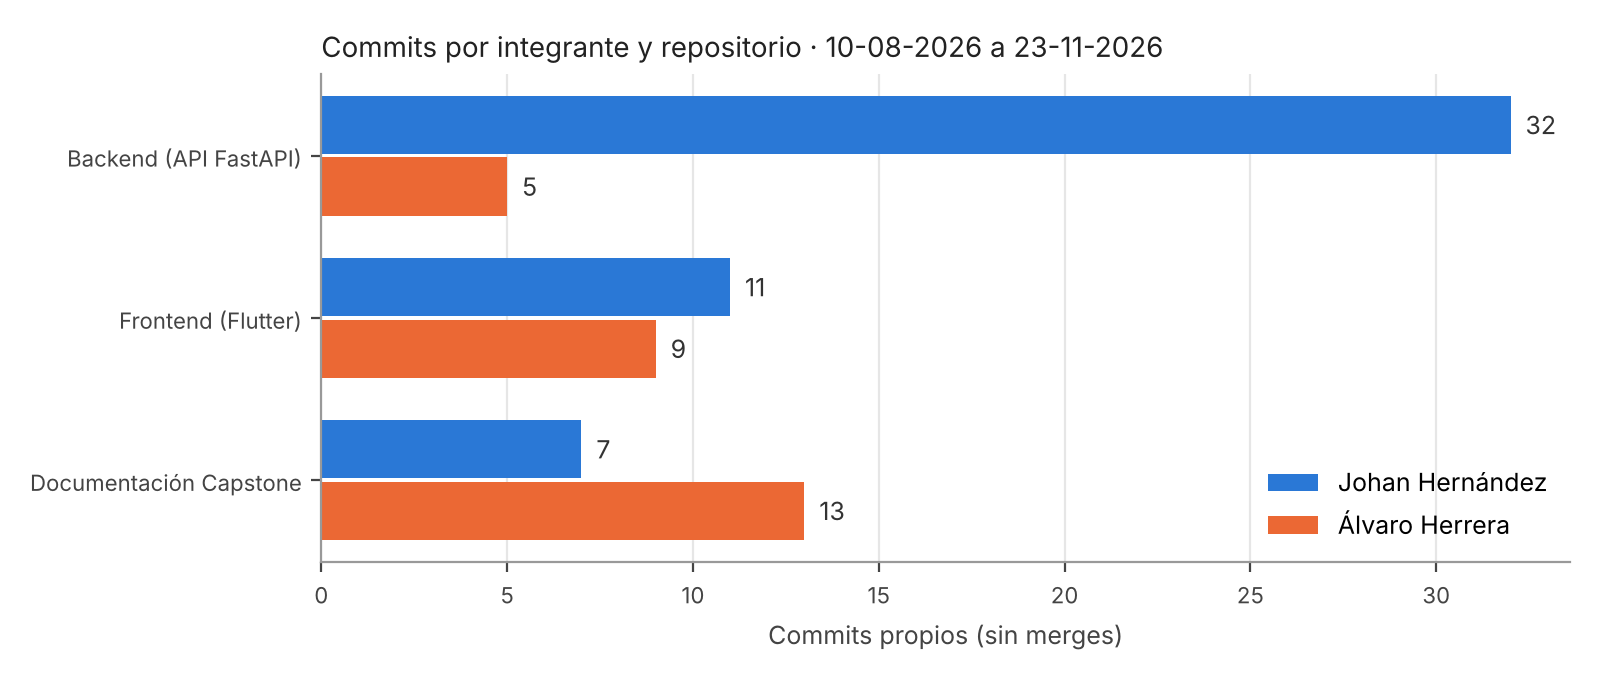 Commits por integrante y repositorio · 10-08-2026 a 23-11-2026
32
Backend (API FastAPI)
5
11
Frontend (Flutter)
9
7
Documentación Capstone
13
Johan Hernández
Álvaro Herrera
0 5 10 15 20 25 30
Commits propios (sin merges)